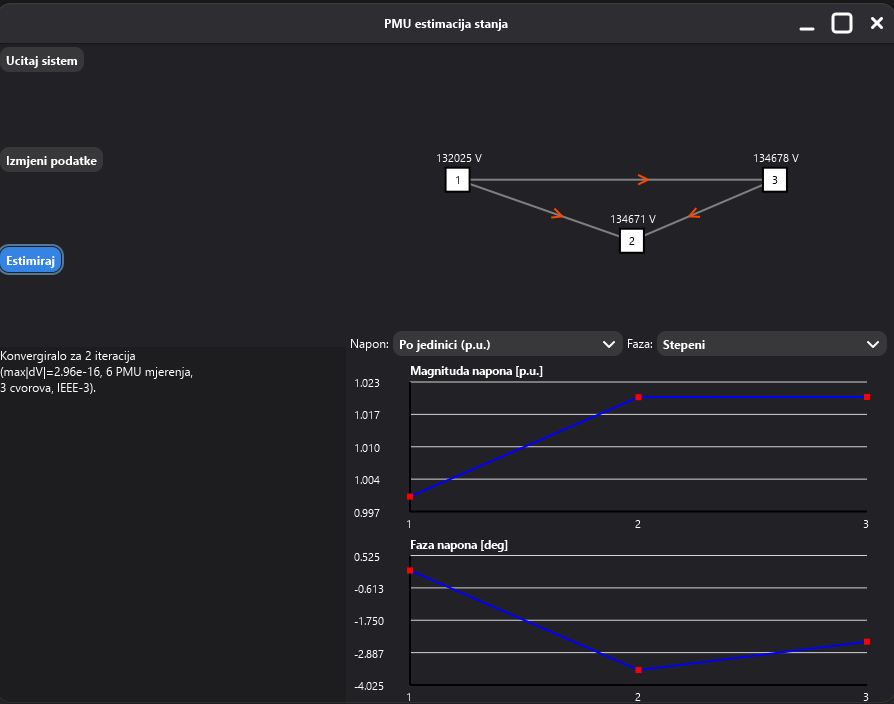 PMU estimacija stanja
Ucitaj sistem
Izmjeni podatke
Estimiraj
132025 V
134678 V
1
3
134671 V
2
Konvergiralo za 2 iteracija
(max|dV|=2.96e-16, 6 PMU mjerenja,
3 cvorova, IEEE-3).
Napon: Po jedinici (p.u.) Faza: Stepeni
Magnituda napona [p.u.]
1.023
1.017
1.010
1.004
0.997
1 2 3
Faza napona [deg]
0.525
-0.613
-1.750
-2.887
-4.025
1 2 3